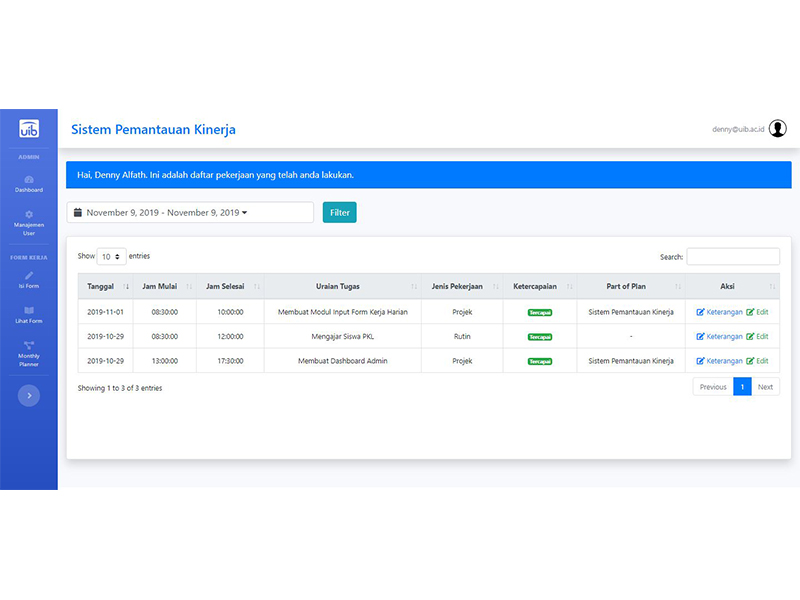 uib
Sistem Pemantauan Kinerja
denny@uib.ac.id
ADMIN
Dashboard
Manajemen
User
FORM KERJA
Isi Form
Lihat Form
Monthly
Planner
Hai, Denny Alfath. Ini adalah daftar pekerjaan yang telah anda lakukan.
November 9, 2019 - November 9, 2019
Filter
Show 10 entries
Search:
Tanggal Jam Mulai Jam Selesai Uraian Tugas Jenis Pekerjaan Ketercapaian Part of Plan Aksi
2019-11-01 08:30:00 10:00:00 Membuat Modul Input Form Kerja Harian Projek Tercapai Sistem Pemantauan Kinerja Keterangan Edit
2019-10-29 08:30:00 12:00:00 Mengajar Siswa PKL Rutin Tercapai - Keterangan Edit
2019-10-29 13:00:00 17:30:00 Membuat Dashboard Admin Projek Tercapai Sistem Pemantauan Kinerja Keterangan Edit
Showing 1 to 3 of 3 entries
Previous 1 Next